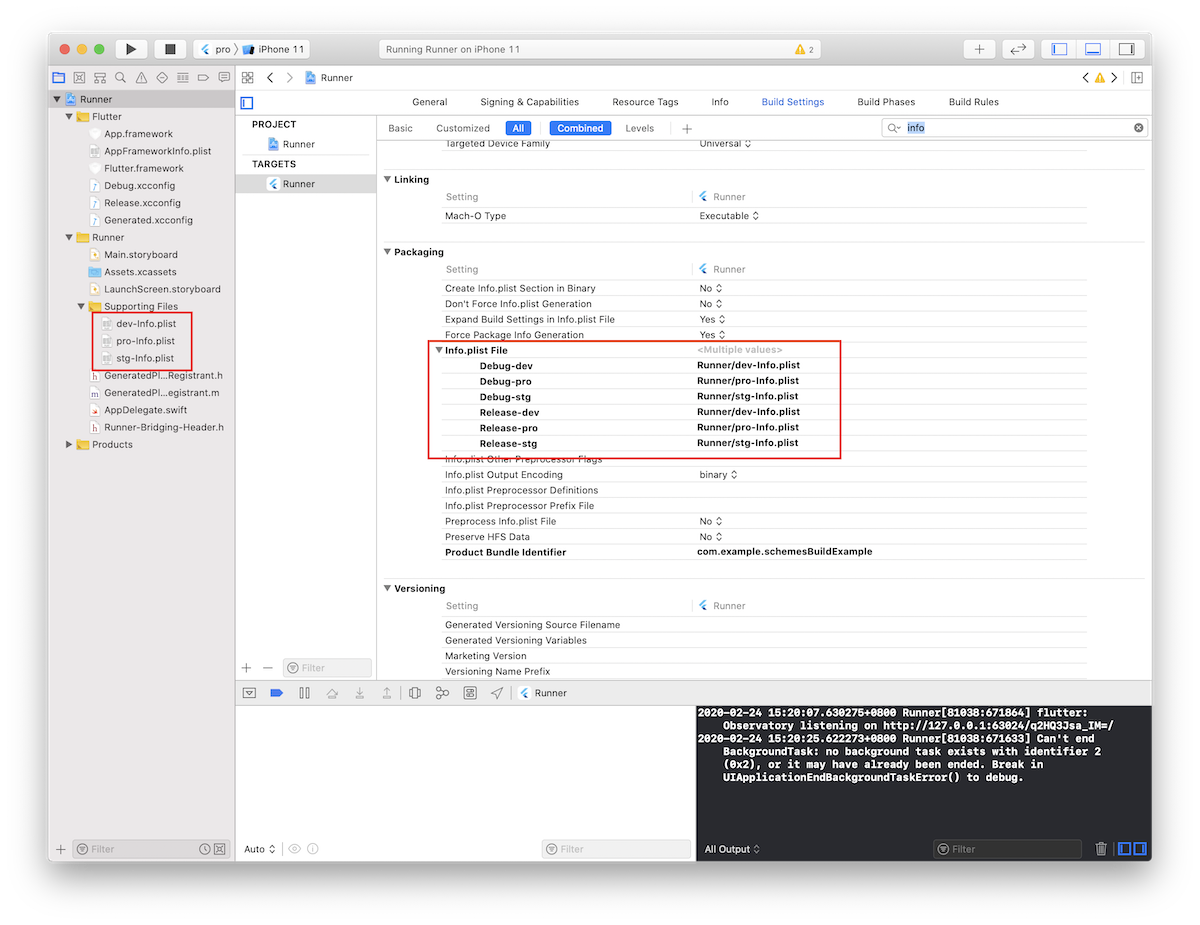 pro
iPhone 11
Running Runner on iPhone 11
2
Runner
Runner
General
Signing & Capabilities
Resource Tags
Info
Build Settings
Build Phases
Build Rules
Basic
Customized
All
Combined
Levels
info
Flutter
App.framework
AppFrameworkInfo.plist
Flutter.framework
Debug.xcconfig
Release.xcconfig
Generated.xcconfig
Runner
Main.storyboard
Assets.xcassets
LaunchScreen.storyboard
Supporting Files
dev-Info.plist
pro-Info.plist
stg-Info.plist
GeneratedPl...Registrant.h
GeneratedPl...egistrant.m
AppDelegate.swift
Runner-Bridging-Header.h
Products
PROJECT
Runner
TARGETS
Runner
Targeted Device Family Universal
Linking
Setting Runner
Mach-O Type Executable
Packaging
Setting Runner
Create Info.plist Section in Binary No
Don't Force Info.plist Generation No
Expand Build Settings in Info.plist File Yes
Force Package Info Generation Yes
Info.plist File <Multiple values>
Debug-dev Runner/dev-Info.plist
Debug-pro Runner/pro-Info.plist
Debug-stg Runner/stg-Info.plist
Release-dev Runner/dev-Info.plist
Release-pro Runner/pro-Info.plist
Release-stg Runner/stg-Info.plist
Info.plist Other Preprocessor Flags
Info.plist Output Encoding binary
Info.plist Preprocessor Definitions
Info.plist Preprocessor Prefix File
Preprocess Info.plist File No
Preserve HFS Data No
Product Bundle Identifier com.example.schemesBuildExample
Versioning
Setting Runner
Generated Versioning Source Filename
Generated Versioning Variables
Marketing Version
Versioning Name Prefix
Filter
Runner
2020-02-24 15:20:07.630275+0800 Runner[81038:671864] flutter:
Observatory listening on http://127.0.0.1:63024/q2HQ3Jsa_IM=/
2020-02-24 15:20:25.622273+0800 Runner[81038:671633] Can't end
BackgroundTask: no background task exists with identifier 2
(0x2), or it may have already been ended. Break in
UIApplicationEndBackgroundTaskError() to debug.
Filter
Auto
Filter
All Output
Filter